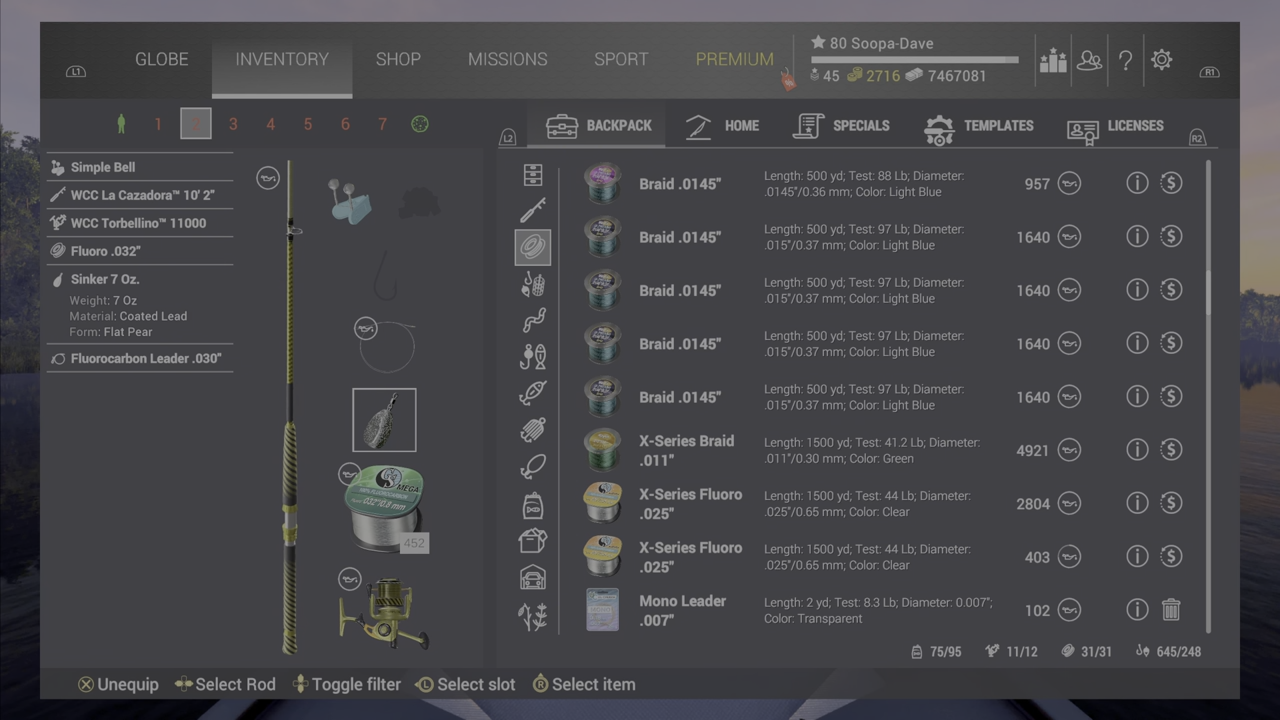 L1
GLOBE
INVENTORY
SHOP
MISSIONS
SPORT
PREMIUM
80 Soopa-Dave
45 2716 7467081
?
R1
1 2 3 4 5 6 7
L2
BACKPACK
HOME
SPECIALS
TEMPLATES
LICENSES
R2
Simple Bell
WCC La Cazadora™ 10' 2"
WCC Torbellino™ 11000
Fluoro .032"
Sinker 7 Oz.
Weight: 7 Oz
Material: Coated Lead
Form: Flat Pear
Fluorocarbon Leader .030"
OMEGA
100% FLUOROCARBON
.032"/0.8 mm
452
Braid .0145"
Length: 500 yd; Test: 88 Lb; Diameter:
.0145"/0.36 mm; Color: Light Blue
957
Braid .0145"
Length: 500 yd; Test: 97 Lb; Diameter:
.015"/0.37 mm; Color: Light Blue
1640
Braid .0145"
Length: 500 yd; Test: 97 Lb; Diameter:
.015"/0.37 mm; Color: Light Blue
1640
Braid .0145"
Length: 500 yd; Test: 97 Lb; Diameter:
.015"/0.37 mm; Color: Light Blue
1640
Braid .0145"
Length: 500 yd; Test: 97 Lb; Diameter:
.015"/0.37 mm; Color: Light Blue
1640
X-Series Braid
.011"
Length: 1500 yd; Test: 41.2 Lb; Diameter:
.011"/0.30 mm; Color: Green
4921
X-Series Fluoro
.025"
Length: 1500 yd; Test: 44 Lb; Diameter:
.025"/0.65 mm; Color: Clear
2804
X-Series Fluoro
.025"
Length: 1500 yd; Test: 44 Lb; Diameter:
.025"/0.65 mm; Color: Clear
403
Mono Leader
.007"
Length: 2 yd; Test: 8.3 Lb; Diameter: 0.007";
Color: Transparent
102
75/95 11/12 31/31 645/248
Unequip Select Rod Toggle filter L Select slot R Select item